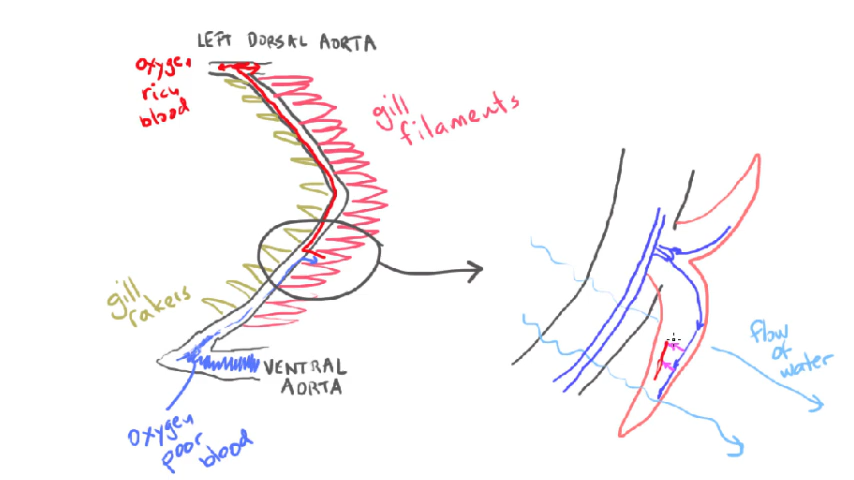 LEFT DORSAL AORTA
oxygen
rich
blood
gill
filaments
gill
rakers
VENTRAL
AORTA
oxygen
poor
blood
flow
of
water